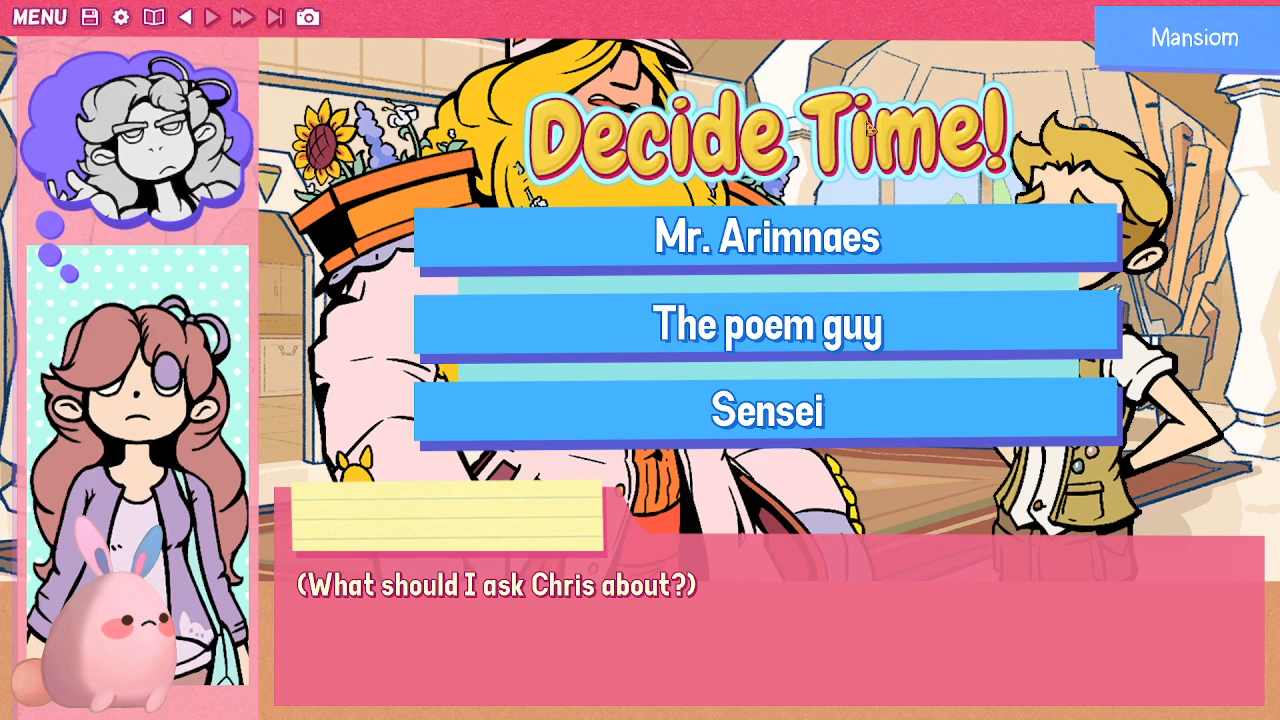 MENU
Mansiom
Decide Time!
Mr. Arimnaes
The poem guy
Sensei
(What should I ask Chris about?)